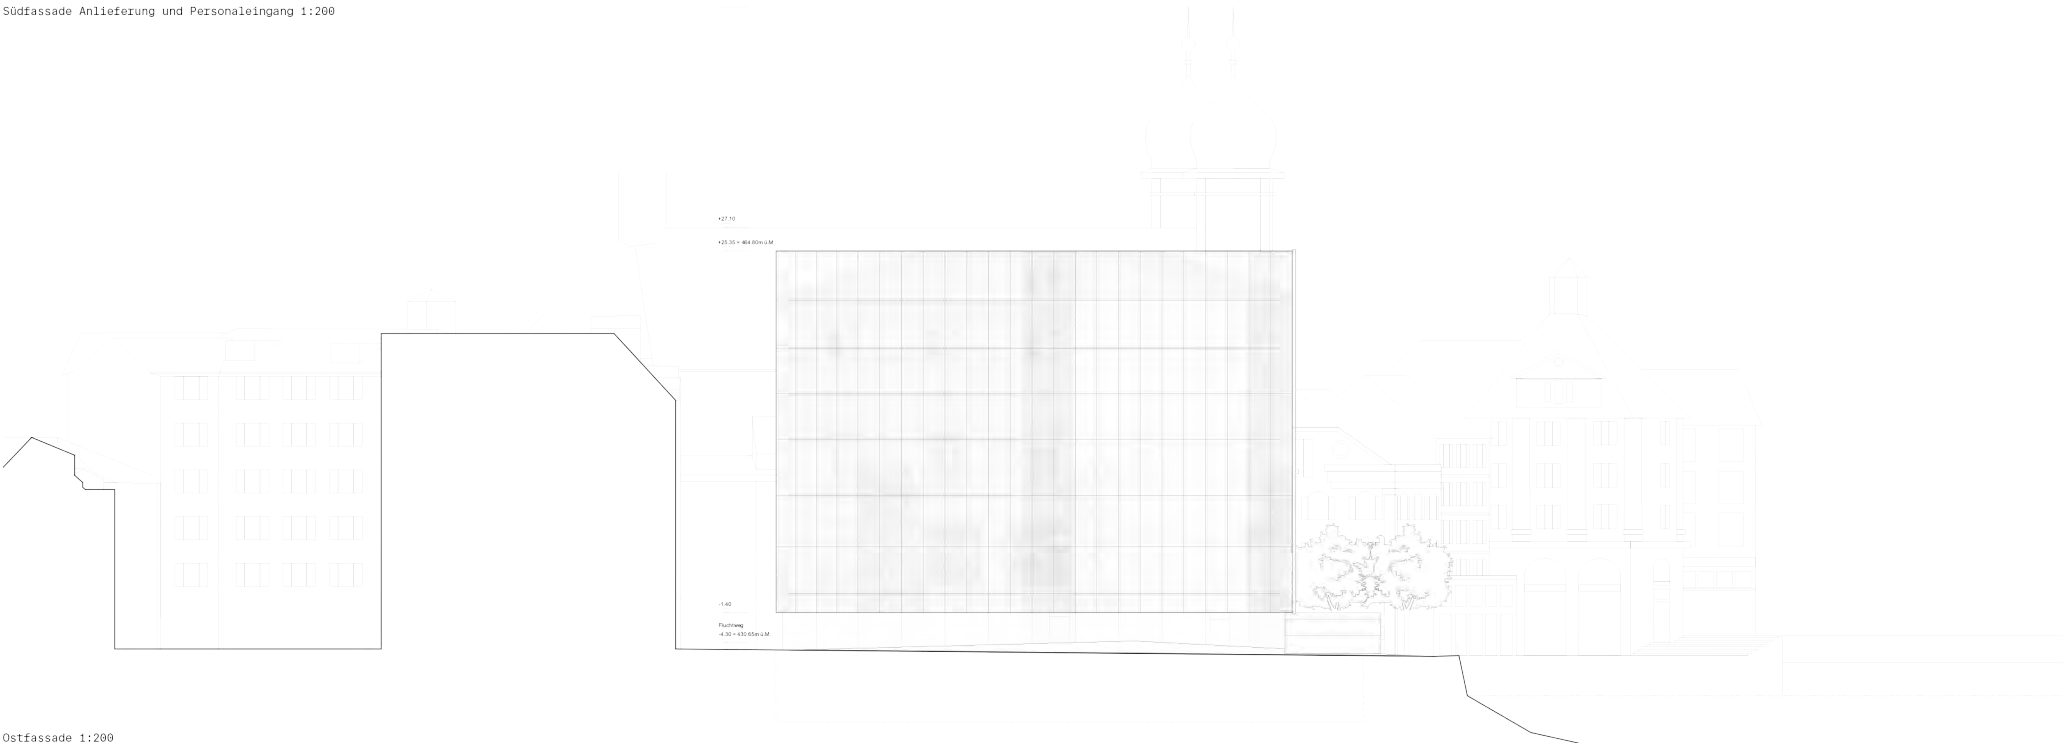 Südfassade Anlieferung und Personaleingang 1:200
+27.10
+25.35 = 464.80m ü.M
-1.40
Fluchtweg
-4.30 = 430.65m ü.M.
Ostfassade 1:200